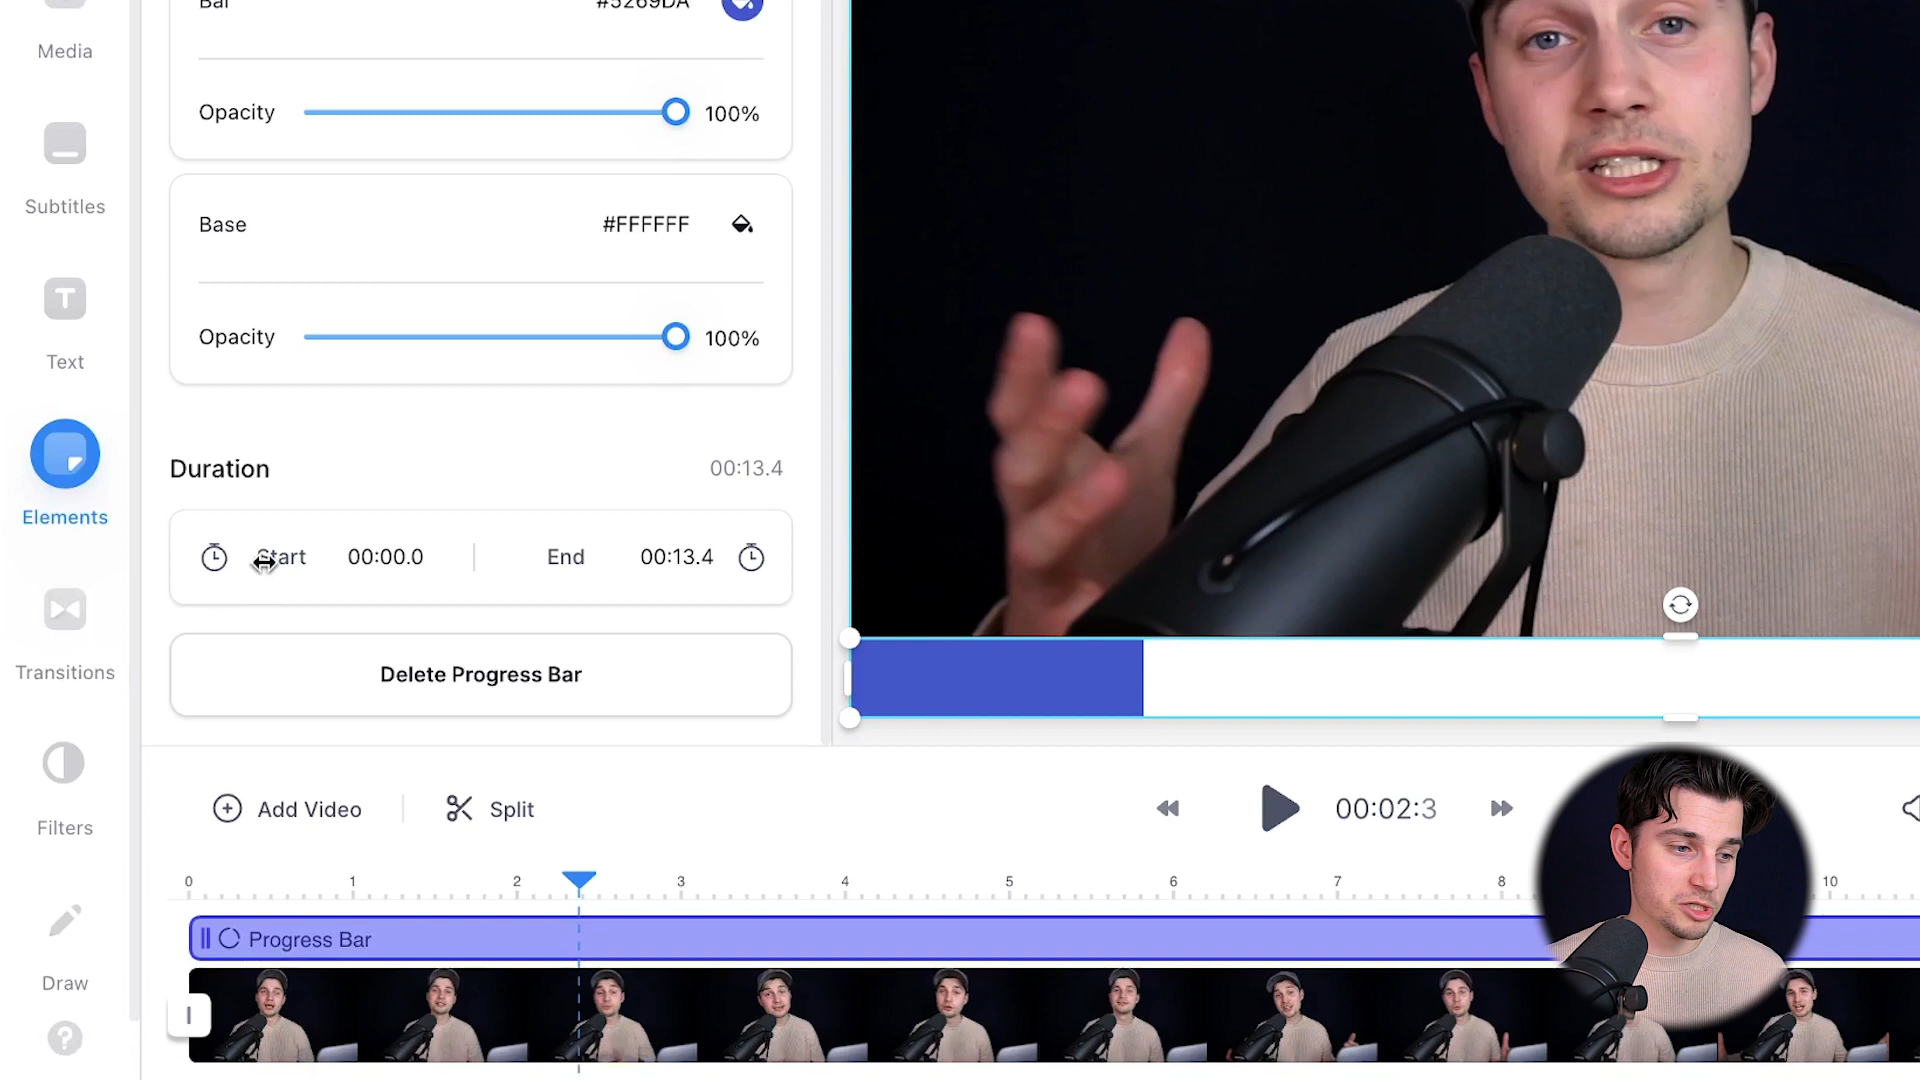 Media
Subtitles
Text
Elements
Transitions
Filters
Draw
?
Bar #5269DA
Opacity 100%
Base #FFFFFF
Opacity 100%
Duration 00:13.4
Start 00:00.0 End 00:13.4
Delete Progress Bar
Add Video Split 00:02:3
0 1 2 3 4 5 6 7 8 10
Progress Bar